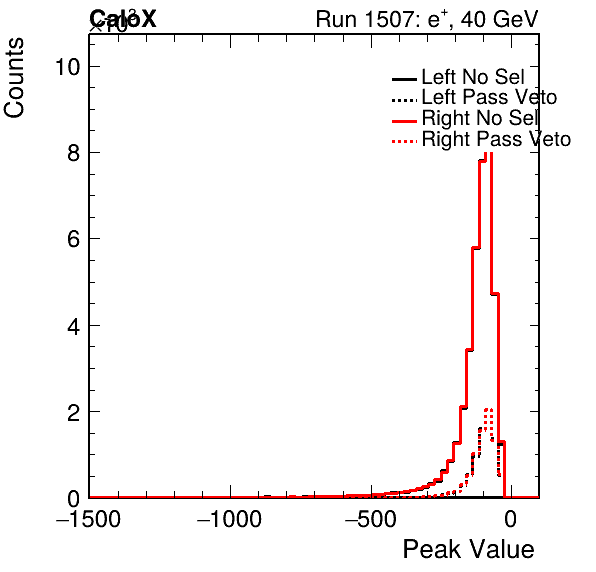 CaloX
×10³
Run 1507: e⁺, 40 GeV
Counts
10
8
6
4
2
0
Left No Sel
Left Pass Veto
Right No Sel
Right Pass Veto
−1500 −1000 −500 0
Peak Value